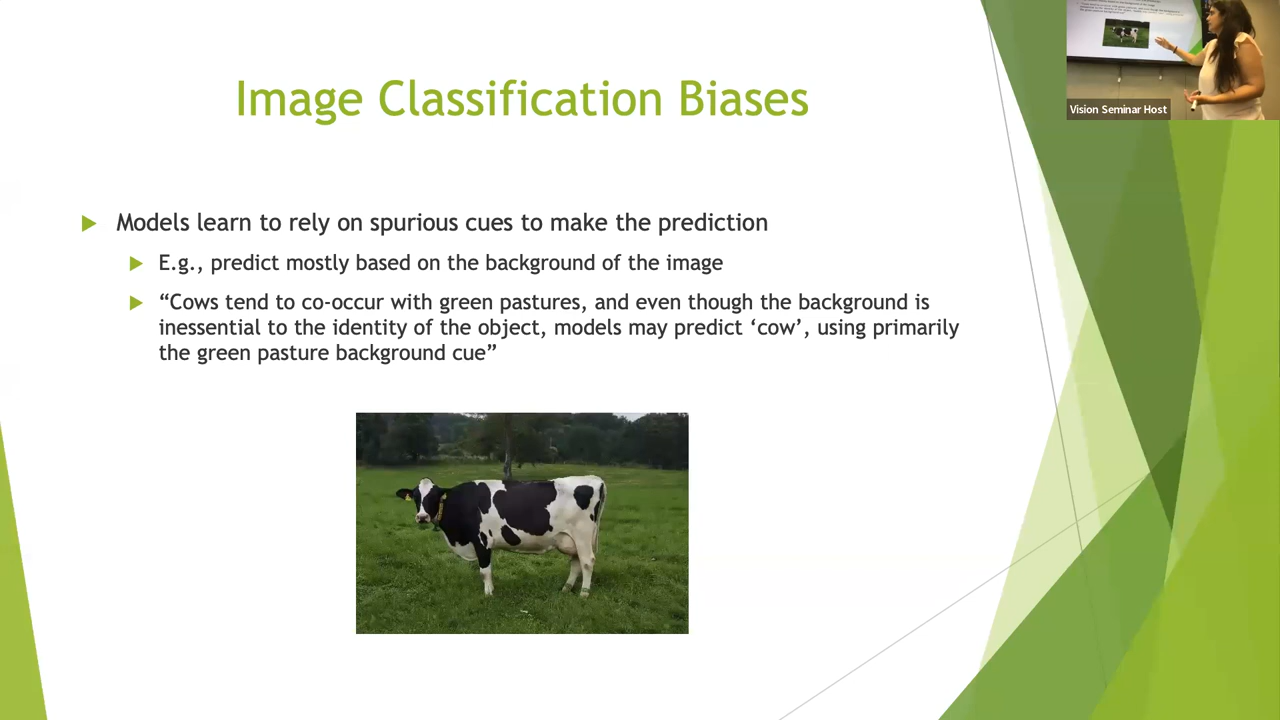 Image Classification Biases
Models learn to rely on spurious cues to make the prediction
E.g., predict mostly based on the background of the image
“Cows tend to co-occur with green pastures, and even though the background is
inessential to the identity of the object, models may predict ‘cow’, using primarily
the green pasture background cue”
Vision Seminar Host